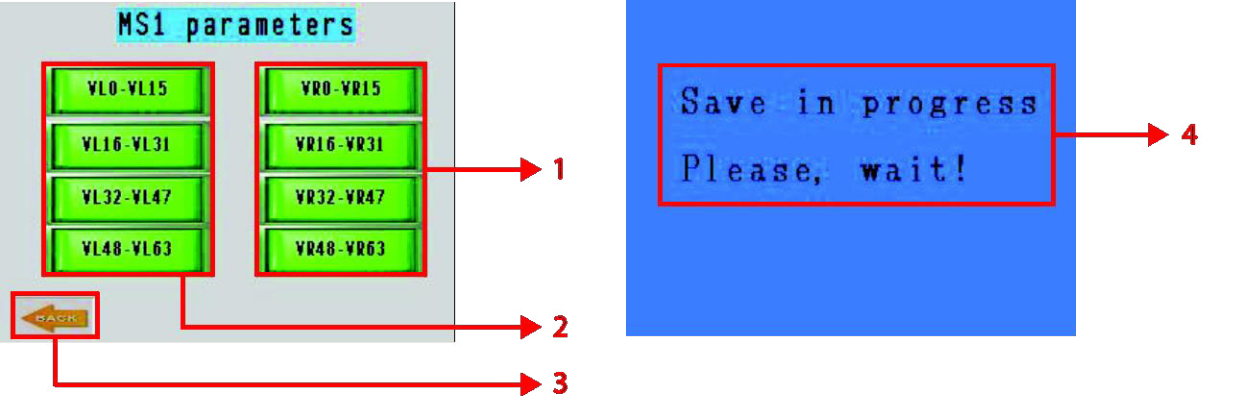 MS1 parameters
VL0-VL15
VR0-VR15
VL16-VL31
VR16-VR31
VL32-VL47
VR32-VR47
VL48-VL63
VR48-VR63
BACK
1
2
3
Save in progress
Please, wait!
4